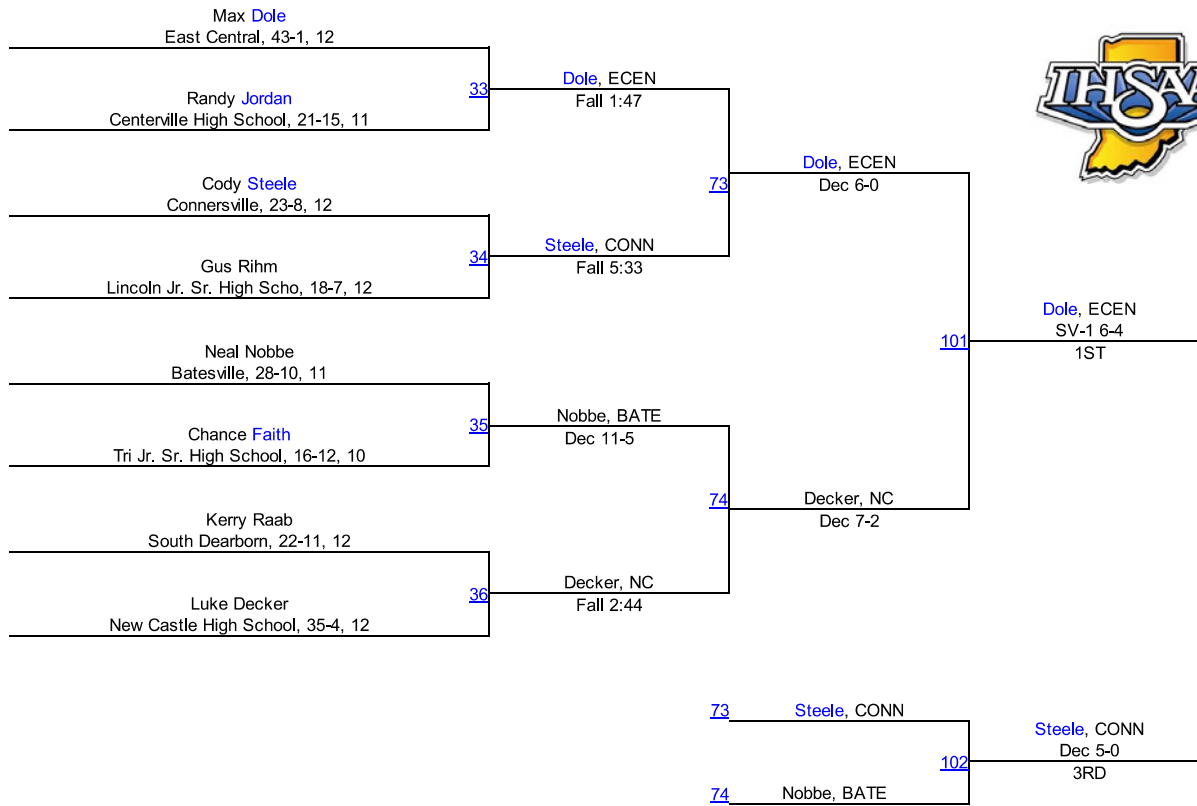 Max Dole
East Central, 43-1, 12
33
Randy Jordan
Centerville High School, 21-15, 11
Dole, ECEN
Fall 1:47
IHSAA
Cody Steele
Connersville, 23-8, 12
34
Gus Rihm
Lincoln Jr. Sr. High Scho, 18-7, 12
Steele, CONN
Fall 5:33
73
Dole, ECEN
Dec 6-0
Neal Nobbe
Batesville, 28-10, 11
35
Chance Faith
Tri Jr. Sr. High School, 16-12, 10
Nobbe, BATE
Dec 11-5
Kerry Raab
South Dearborn, 22-11, 12
36
Luke Decker
New Castle High School, 35-4, 12
Decker, NC
Fall 2:44
74
Decker, NC
Dec 7-2
101
Dole, ECEN
SV-1 6-4
1ST
73
Steele, CONN
74
Nobbe, BATE
102
Steele, CONN
Dec 5-0
3RD